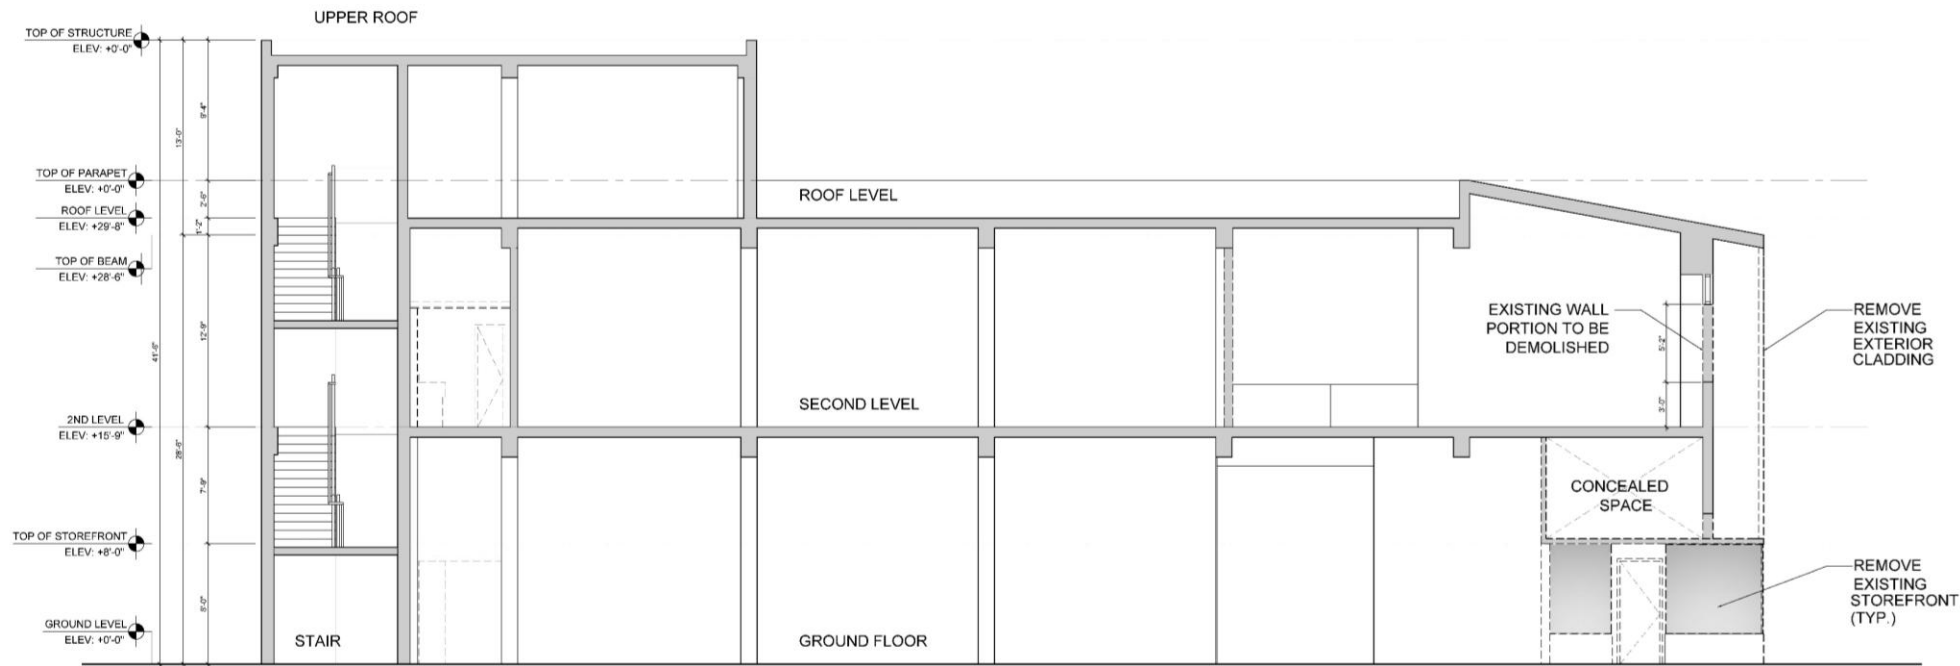 UPPER ROOF
TOP OF STRUCTURE
ELEV: +0'-0"
TOP OF PARAPET
ELEV: +0'-0"
ROOF LEVEL
ELEV: +29'-8"
TOP OF BEAM
ELEV: +28'-6"
2ND LEVEL
ELEV: +15'-9"
TOP OF STOREFRONT
ELEV: +8'-0"
GROUND LEVEL
ELEV: +0'-0"
9'-4"
13'-0"
2'-6"
1'-2"
12'-9"
41'-6"
28'-6"
7'-9"
8'-0"
ROOF LEVEL
SECOND LEVEL
EXISTING WALL
PORTION TO BE
DEMOLISHED
5'-2"
3'-0"
REMOVE
EXISTING
EXTERIOR
CLADDING
CONCEALED
SPACE
REMOVE
EXISTING
STOREFRONT
(TYP.)
STAIR
GROUND FLOOR